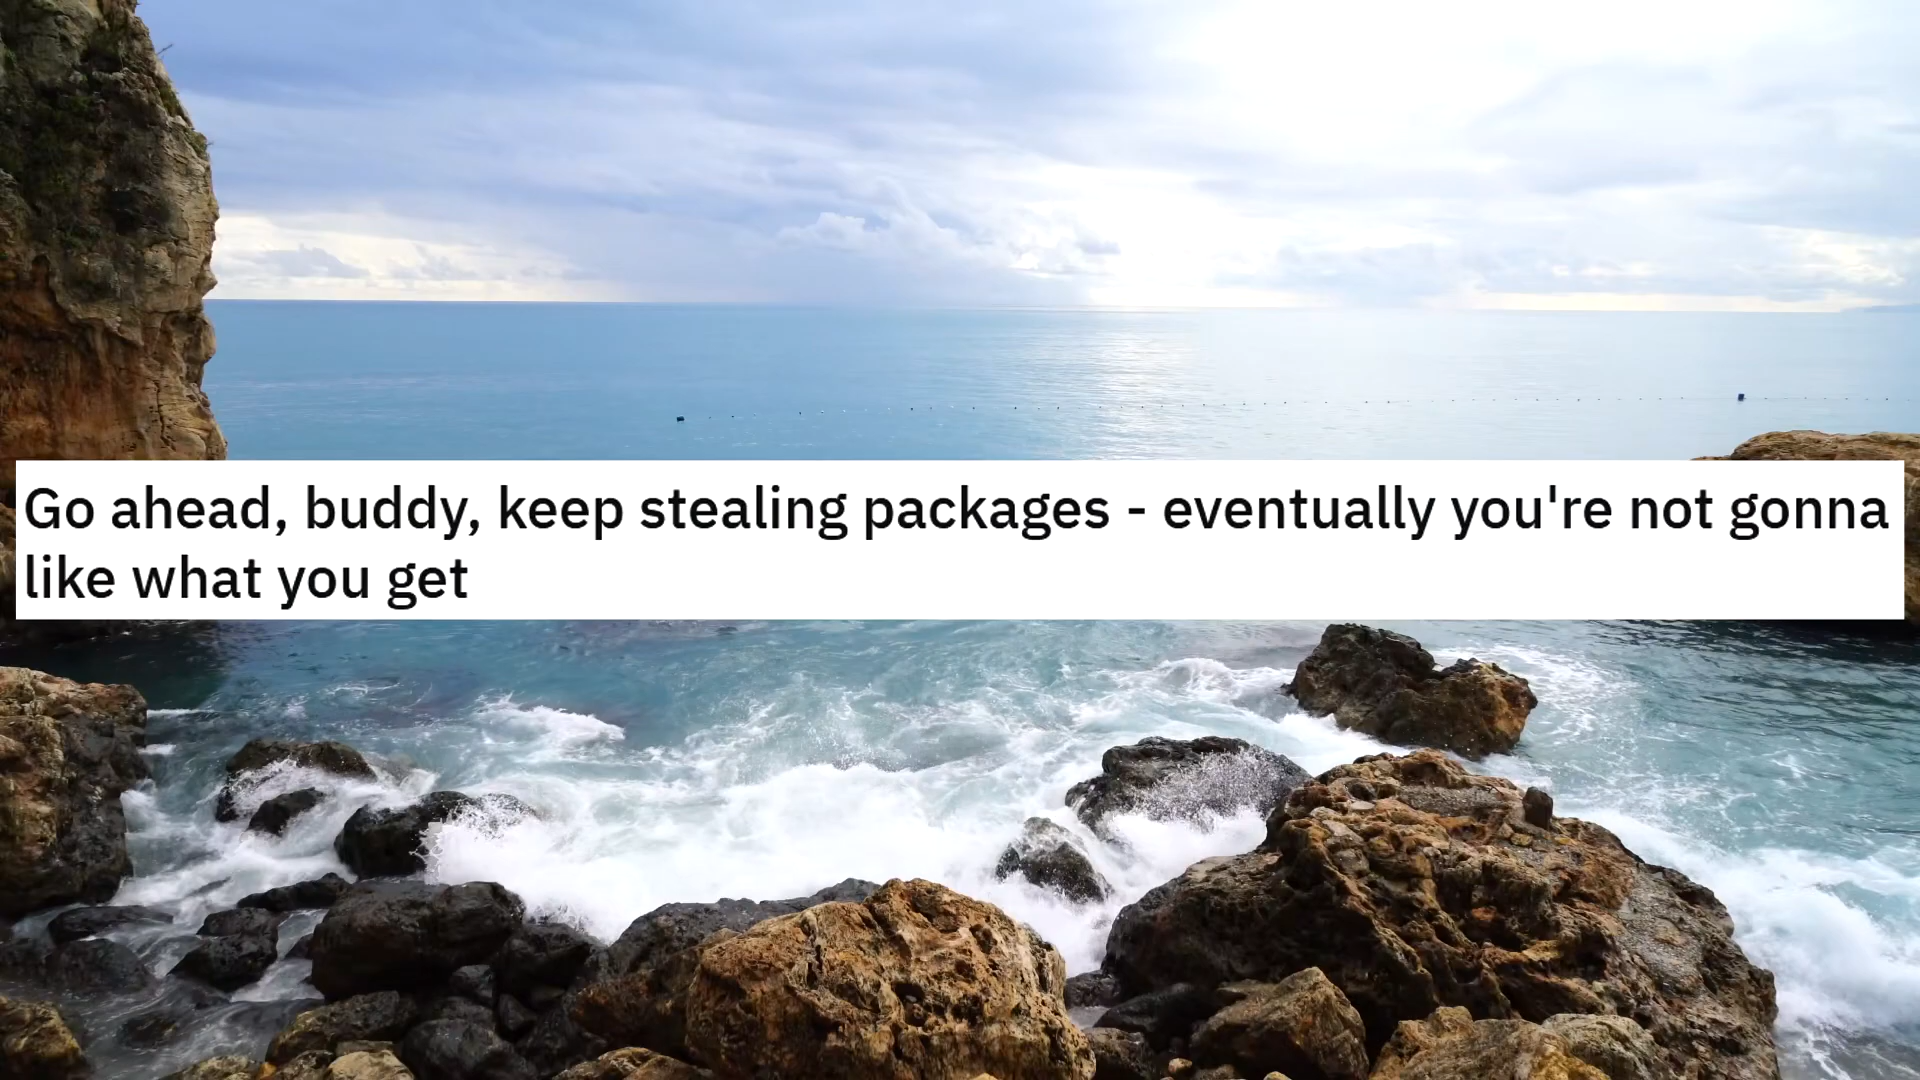 Go ahead, buddy, keep stealing packages - eventually you're not gonna
like what you get